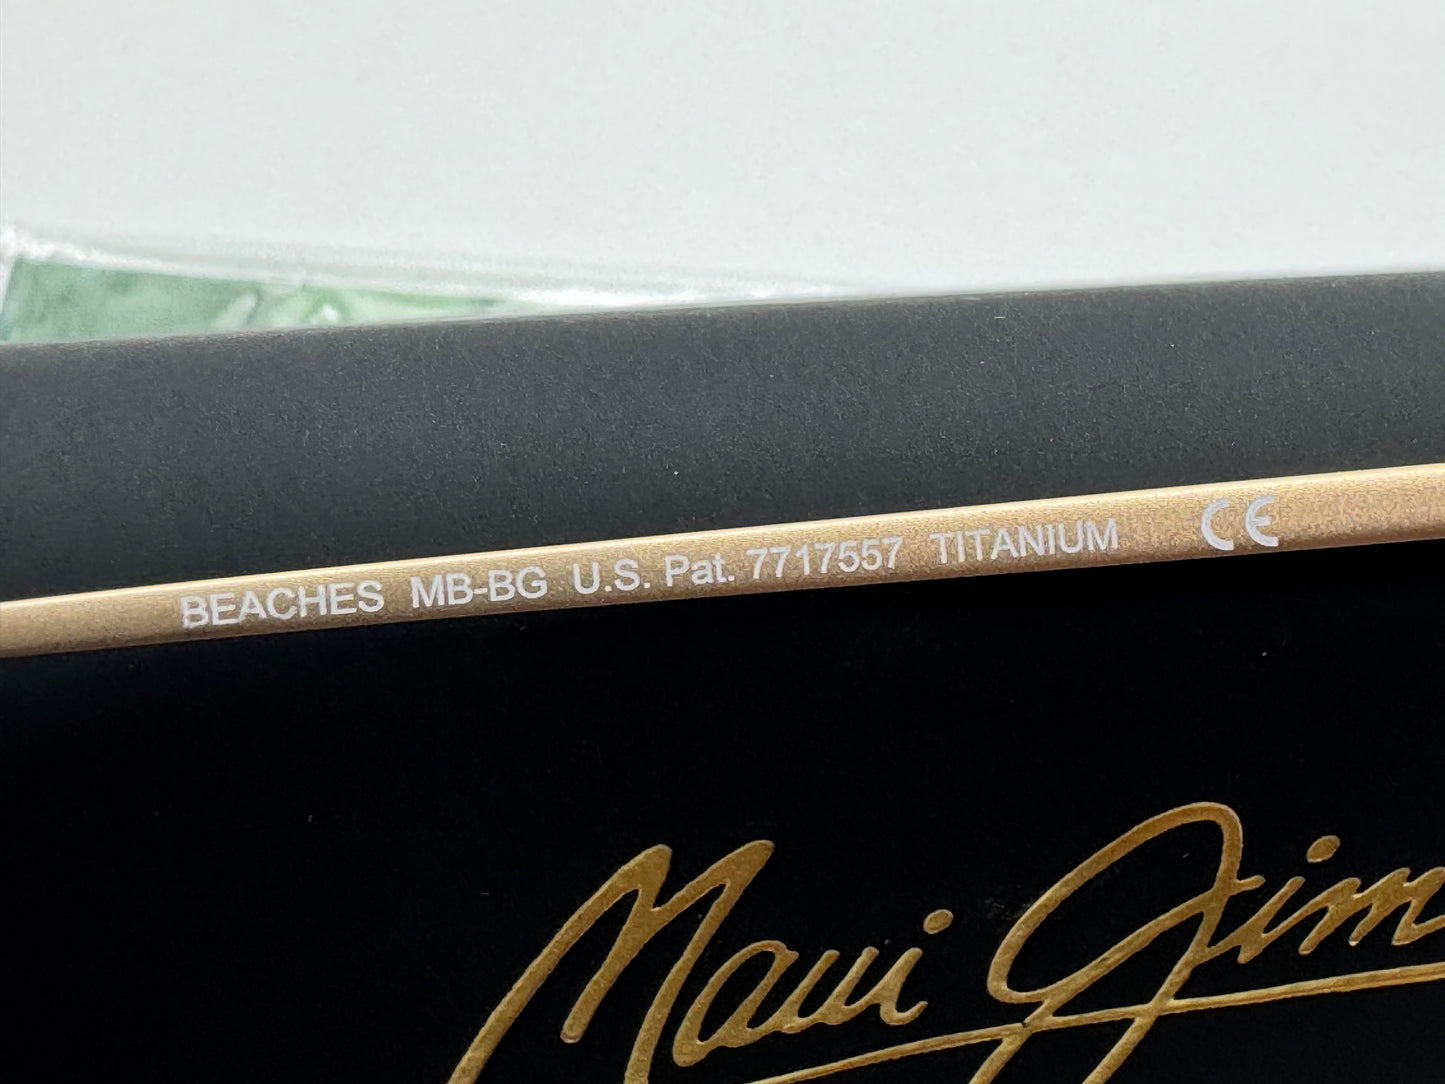 BEACHES MB-BG U.S. Pat. 7717557 TITANIUM CE
Maui Jim